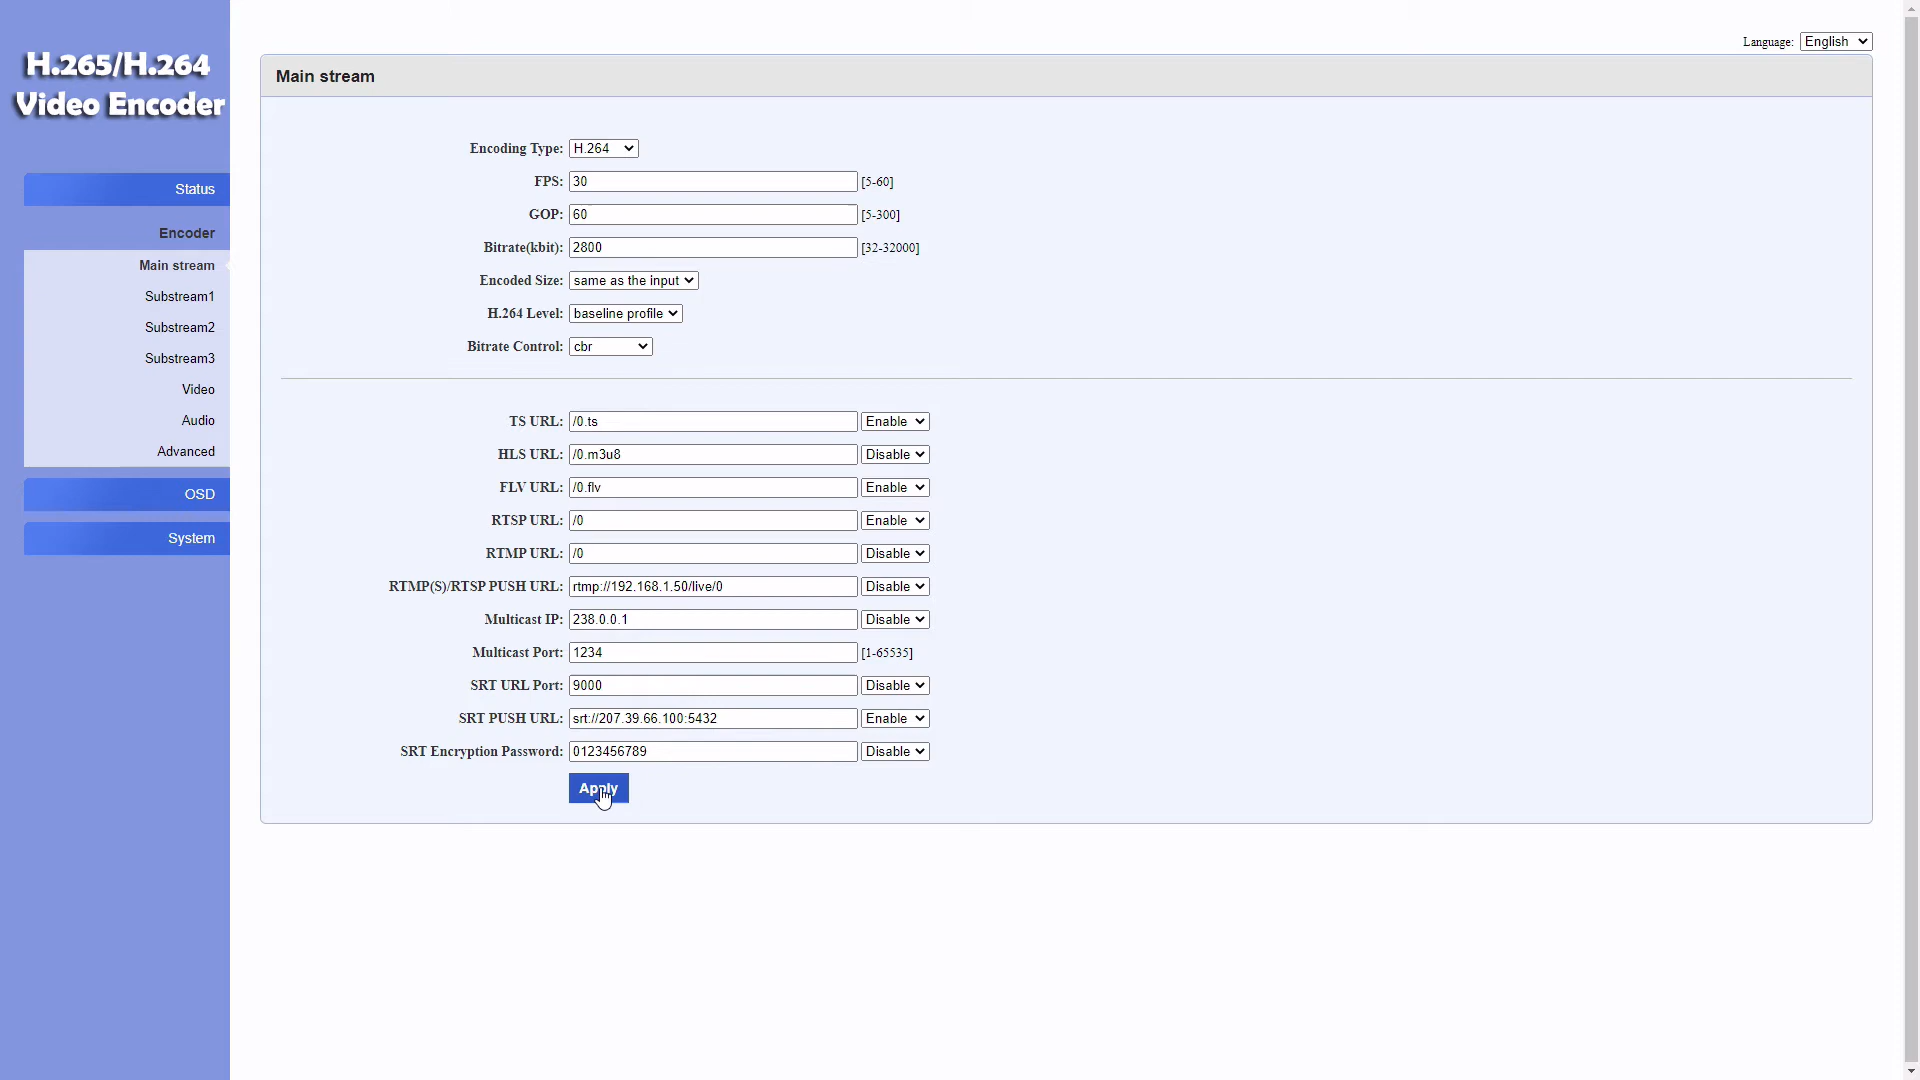 H.265/H.264
Video Encoder
Status
Encoder
Main stream
Substream1
Substream2
Substream3
Video
Audio
Advanced
OSD
System
Language: English
Main stream
Encoding Type: H.264
FPS: 30 [5-60]
GOP: 60 [5-300]
Bitrate(kbit): 2800 [32-32000]
Encoded Size: same as the input
H.264 Level: baseline profile
Bitrate Control: cbr
TS URL: /0.ts Enable
HLS URL: /0.m3u8 Disable
FLV URL: /0.flv Enable
RTSP URL: /0 Enable
RTMP URL: /0 Disable
RTMP(S)/RTSP PUSH URL: rtmp://192.168.1.50/live/0 Disable
Multicast IP: 238.0.0.1 Disable
Multicast Port: 1234 [1-65535]
SRT URL Port: 9000 Disable
SRT PUSH URL: srt://207.39.66.100:5432 Enable
SRT Encryption Password: 0123456789 Disable
Apply